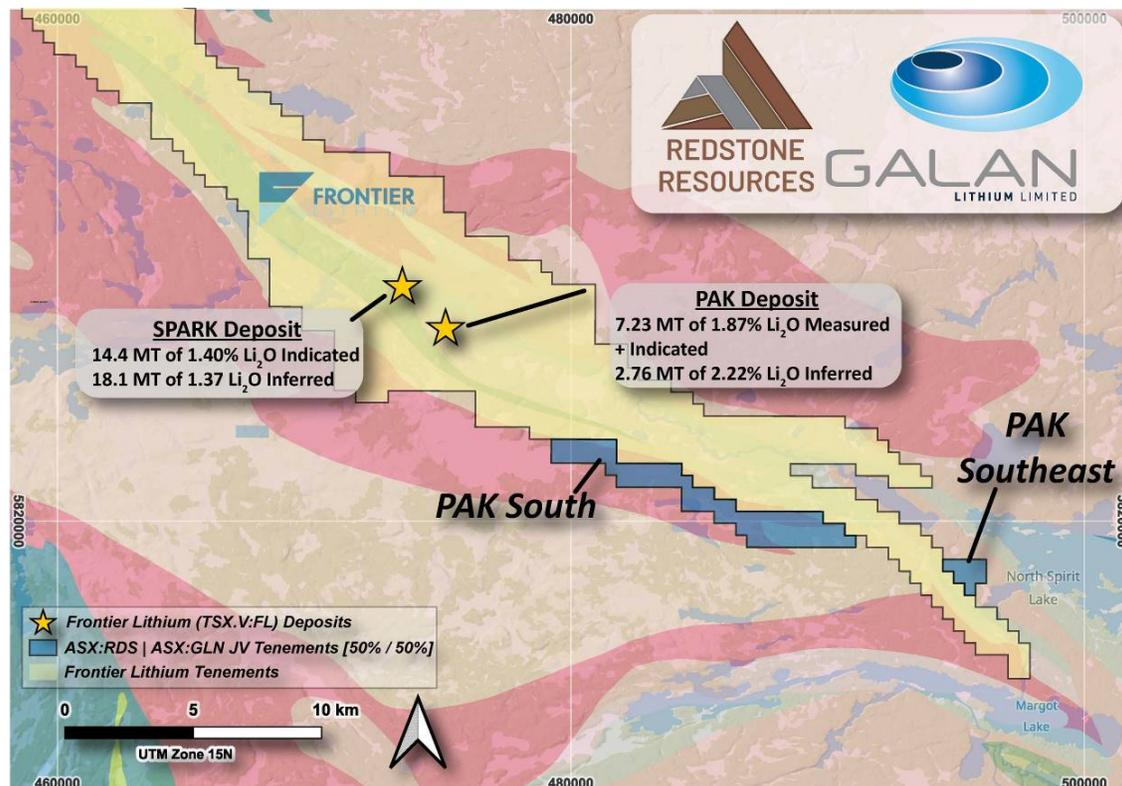 460000
480000
500000
REDSTONE
RESOURCES
GALAN
LITHIUM LIMITED
FRONTIER
SPARK Deposit
14.4 MT of 1.40% Li₂O Indicated
18.1 MT of 1.37 Li₂O Inferred
PAK Deposit
7.23 MT of 1.87% Li₂O Measured
+ Indicated
2.76 MT of 2.22% Li₂O Inferred
PAK
Southeast
PAK South
5820000
North Spirit
Lake
Frontier Lithium (TSX.V:FL) Deposits
ASX:RDS | ASX:GLN JV Tenements [50% / 50%]
Frontier Lithium Tenements
0 5 10 km
UTM Zone 15N
Margot
Lake
460000
480000
500000